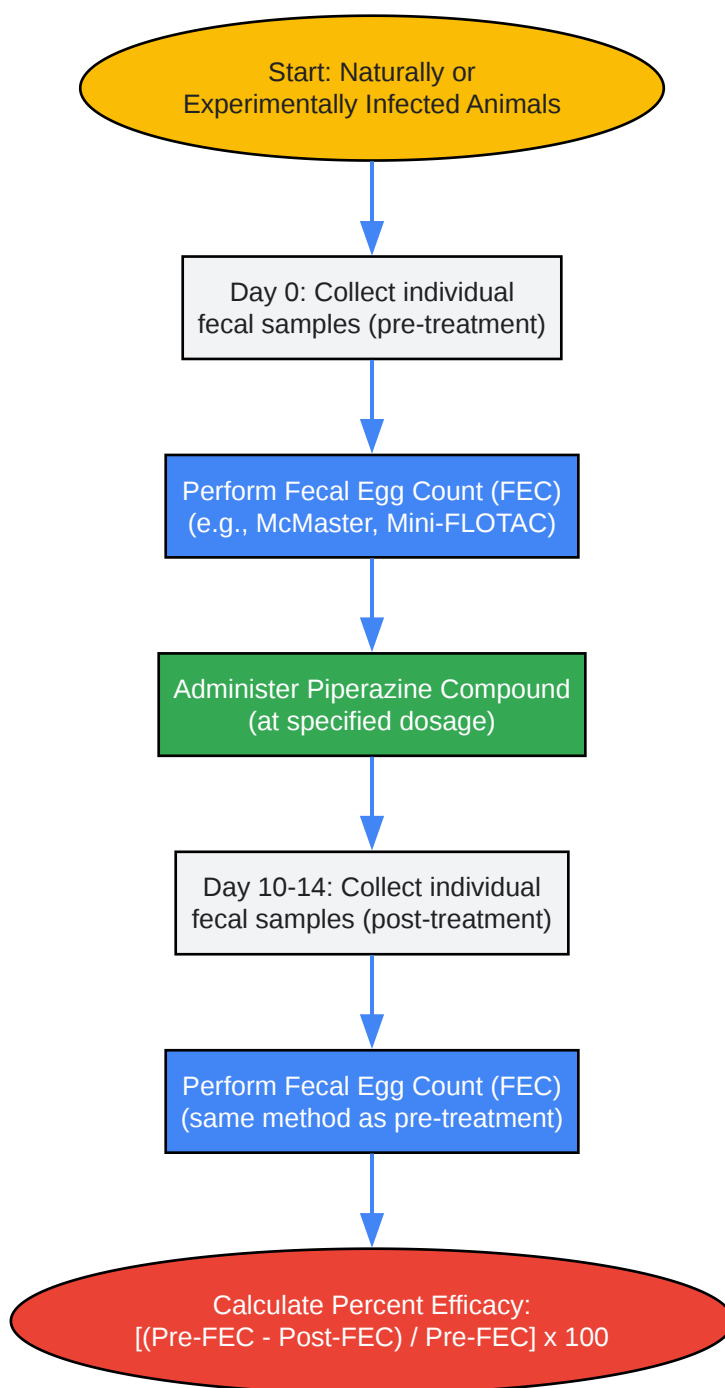 Start: Naturally or
Experimentally Infected Animals
Day 0: Collect individual
fecal samples (pre-treatment)
Perform Fecal Egg Count (FEC)
(e.g., McMaster, Mini-FLOTAC)
Administer Piperazine Compound
(at specified dosage)
Day 10-14: Collect individual
fecal samples (post-treatment)
Perform Fecal Egg Count (FEC)
(same method as pre-treatment)
Calculate Percent Efficacy:
[(Pre-FEC - Post-FEC) / Pre-FEC] x 100